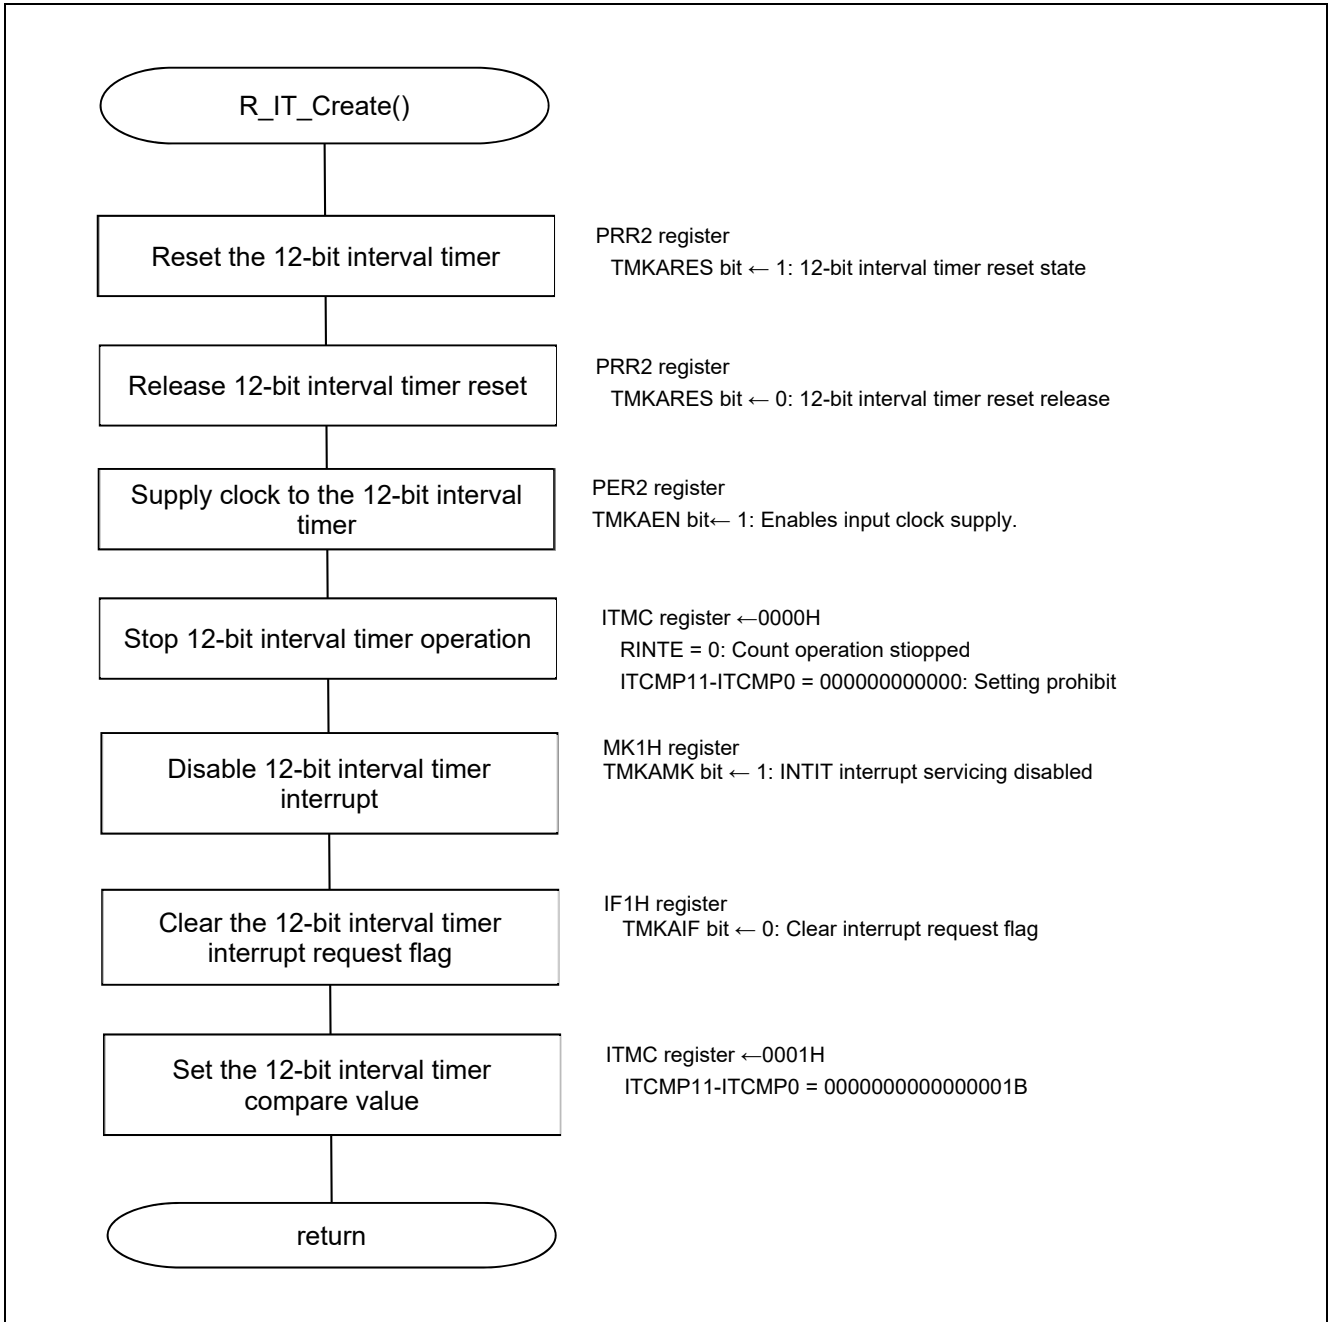 R_IT_Create()
Reset the 12-bit interval timer
PRR2 register
TMKARES bit ← 1: 12-bit interval timer reset state
Release 12-bit interval timer reset
PRR2 register
TMKARES bit ← 0: 12-bit interval timer reset release
Supply clock to the 12-bit interval
timer
PER2 register
TMKAEN bit← 1: Enables input clock supply.
Stop 12-bit interval timer operation
ITMC register ←0000H
RINTE = 0: Count operation stiopped
ITCMP11-ITCMP0 = 000000000000: Setting prohibit
Disable 12-bit interval timer
interrupt
MK1H register
TMKAMK bit ← 1: INTIT interrupt servicing disabled
Clear the 12-bit interval timer
interrupt request flag
IF1H register
TMKAIF bit ← 0: Clear interrupt request flag
Set the 12-bit interval timer
compare value
ITMC register ←0001H
ITCMP11-ITCMP0 = 0000000000000001B
return